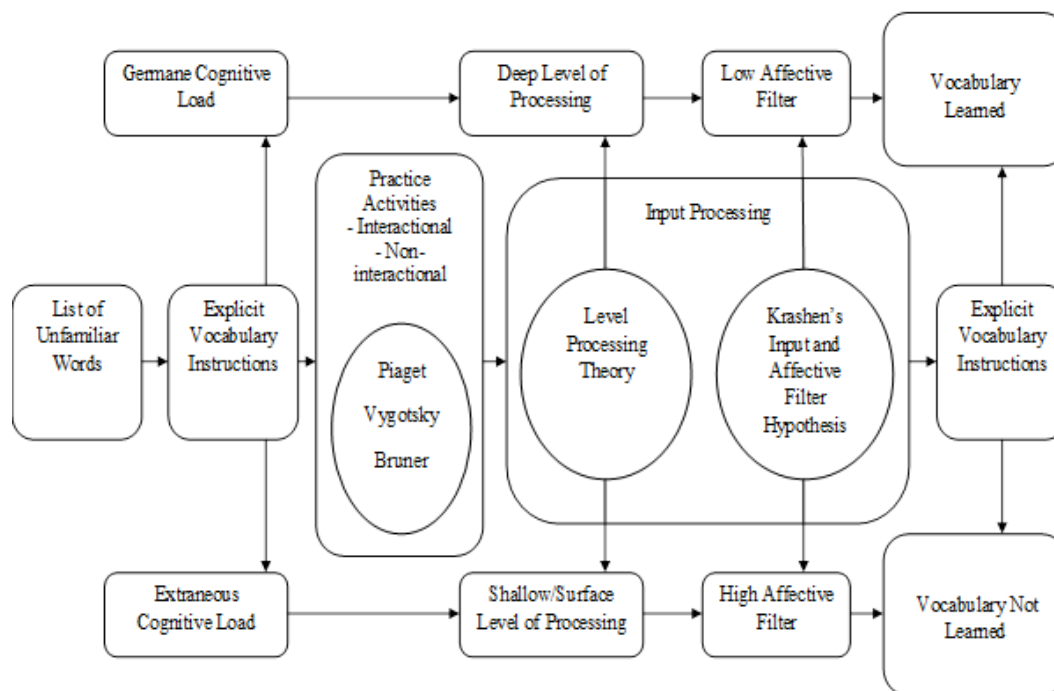 Germane Cognitive
Load
Deep Level of
Processing
Low Affective
Filter
Vocabulary
Learned
Practice
Activities
- Interactional
- Non-
interactional
Input Processing
List of
Unfamiliar
Words
Explicit
Vocabulary
Instructions
Piaget
Vygotsky
Bruner
Level
Processing
Theory
Krashen's
Input and
Affective
Filter
Hypothesis
Explicit
Vocabulary
Instructions
Extraneous
Cognitive Load
Shallow/Surface
Level of Processing
High Affective
Filter
Vocabulary Not
Learned